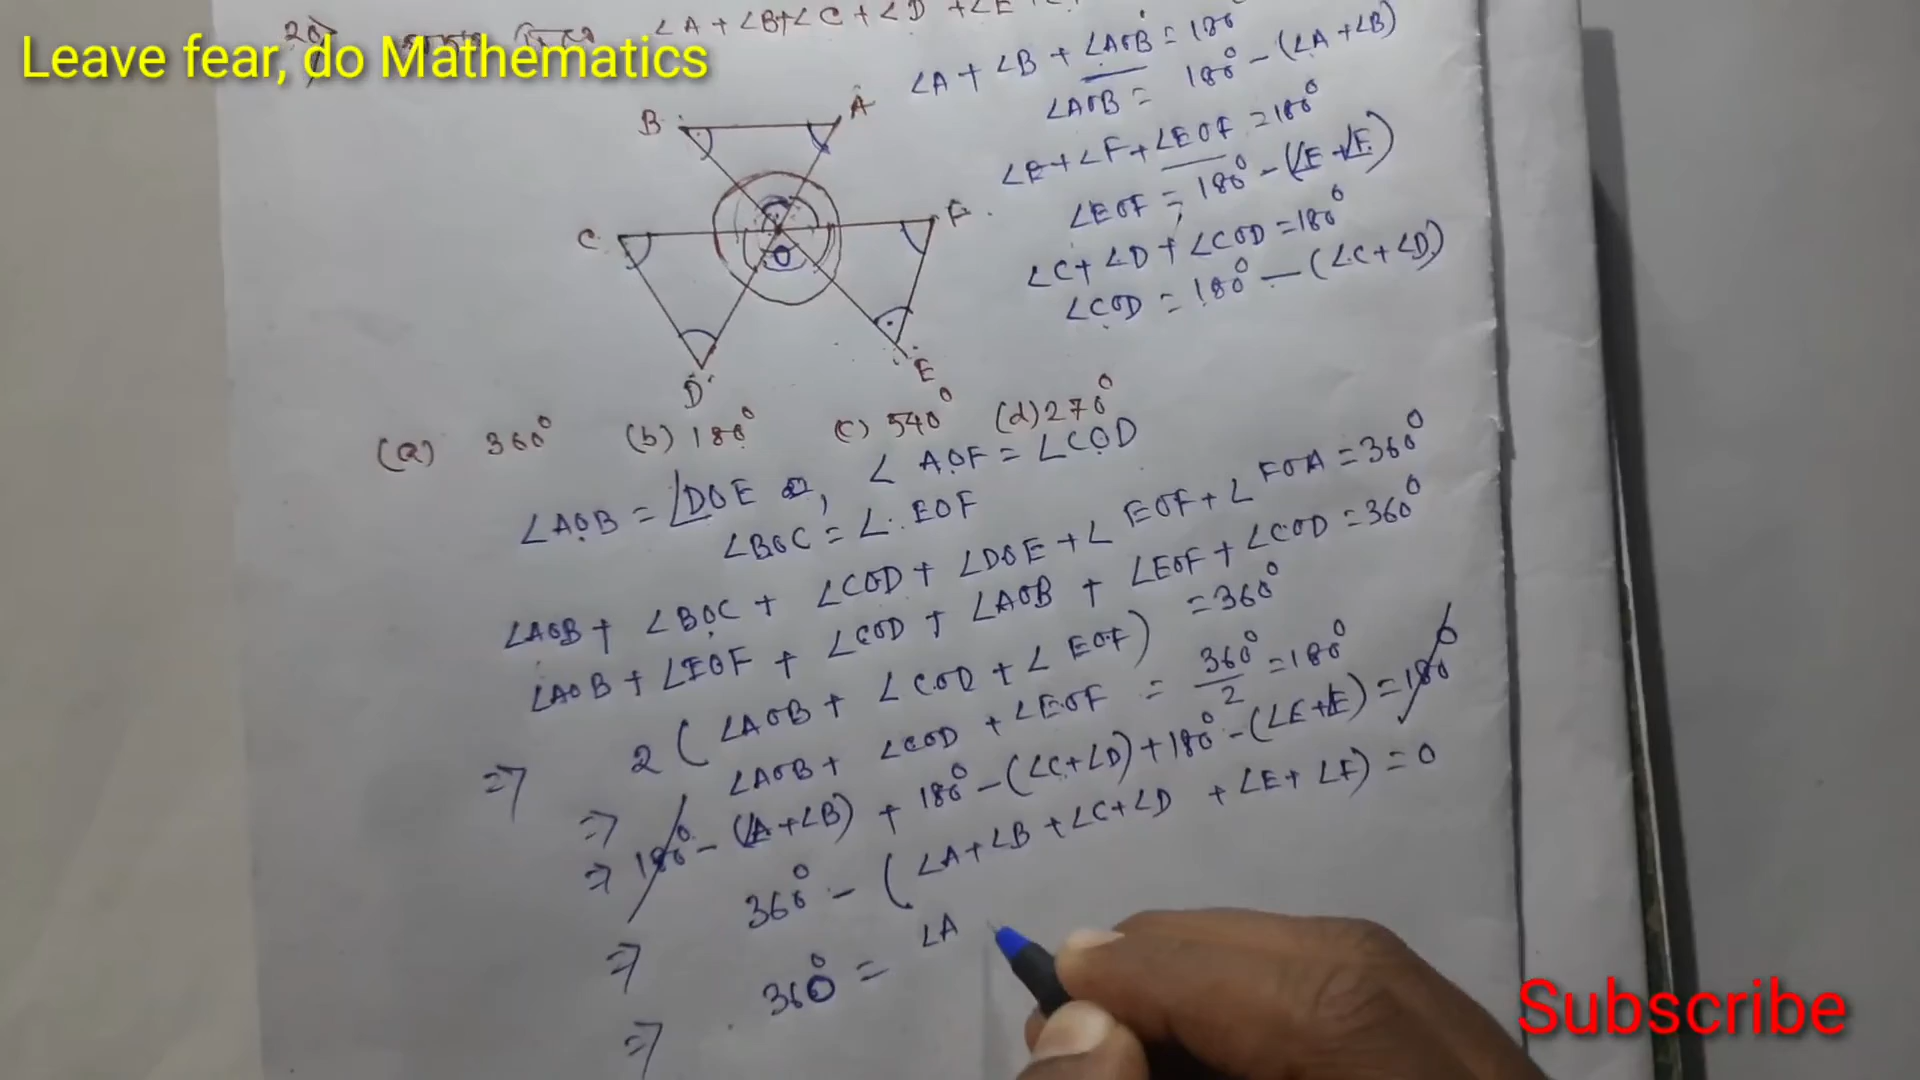 20)
∠A + ∠B + ∠C + ∠D + ∠E
Leave fear, do Mathematics
∠A + ∠B + ∠AOB = 180°
∠AOB = 180° - (∠A + ∠B)
∠E + ∠F + ∠EOF = 180°
∠EOF = 180° - (∠E + ∠F)
∠C + ∠D + ∠COD = 180°
∠COD = 180° - (∠C + ∠D)
B
A
C
F
O
D
E
(a) 360° (b) 180° (c) 540° (d) 270°
∠AOB = ∠DOE , ∠AOF = ∠COD
∠BOC = ∠EOF
∠AOB + ∠BOC + ∠COD + ∠DOE + ∠EOF + ∠FOA = 360°
∠AOB + ∠EOF + ∠COD + ∠AOB + ∠EOF + ∠COD = 360°
⇒ 2 (∠AOB + ∠COD + ∠EOF) = 360°
⇒ ∠AOB + ∠COD + ∠EOF = 360°/2 = 180°
⇒ 180° - (∠A + ∠B) + 180° - (∠C + ∠D) + 180° - (∠E + ∠F) = 180°
⇒ 360° - (∠A + ∠B + ∠C + ∠D + ∠E + ∠F) = 0
⇒ 360° = ∠A
Subscribe